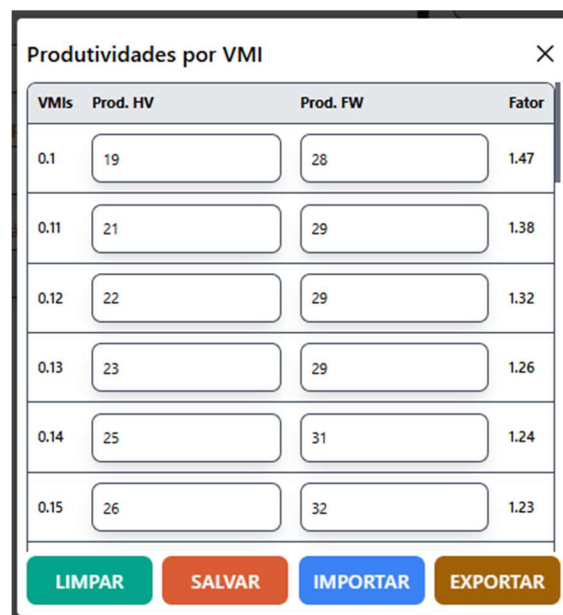 Produtividades por VMI
VMIs Prod. HV Prod. FW Fator
0.1 19 28 1.47
0.11 21 29 1.38
0.12 22 29 1.32
0.13 23 29 1.26
0.14 25 31 1.24
0.15 26 32 1.23
LIMPAR SALVAR IMPORTAR EXPORTAR